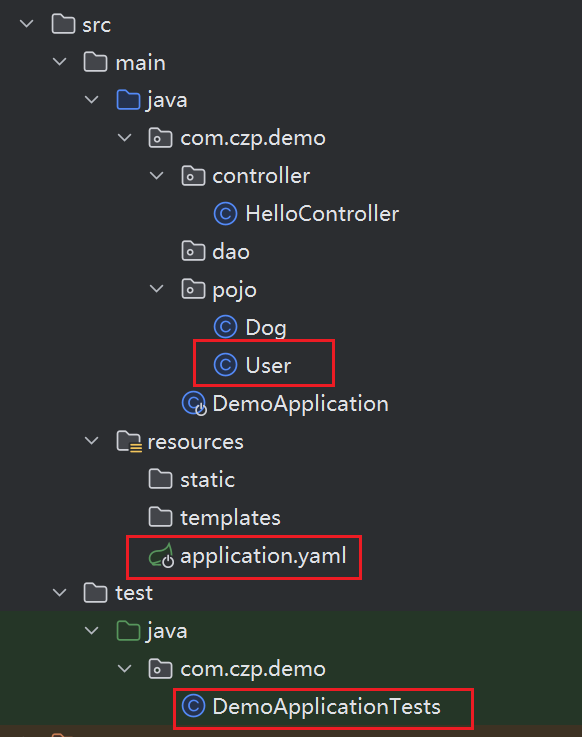 src
main
java
com.czp.demo
controller
HelloController
dao
pojo
Dog
User
DemoApplication
resources
static
templates
application.yaml
test
java
com.czp.demo
DemoApplicationTests